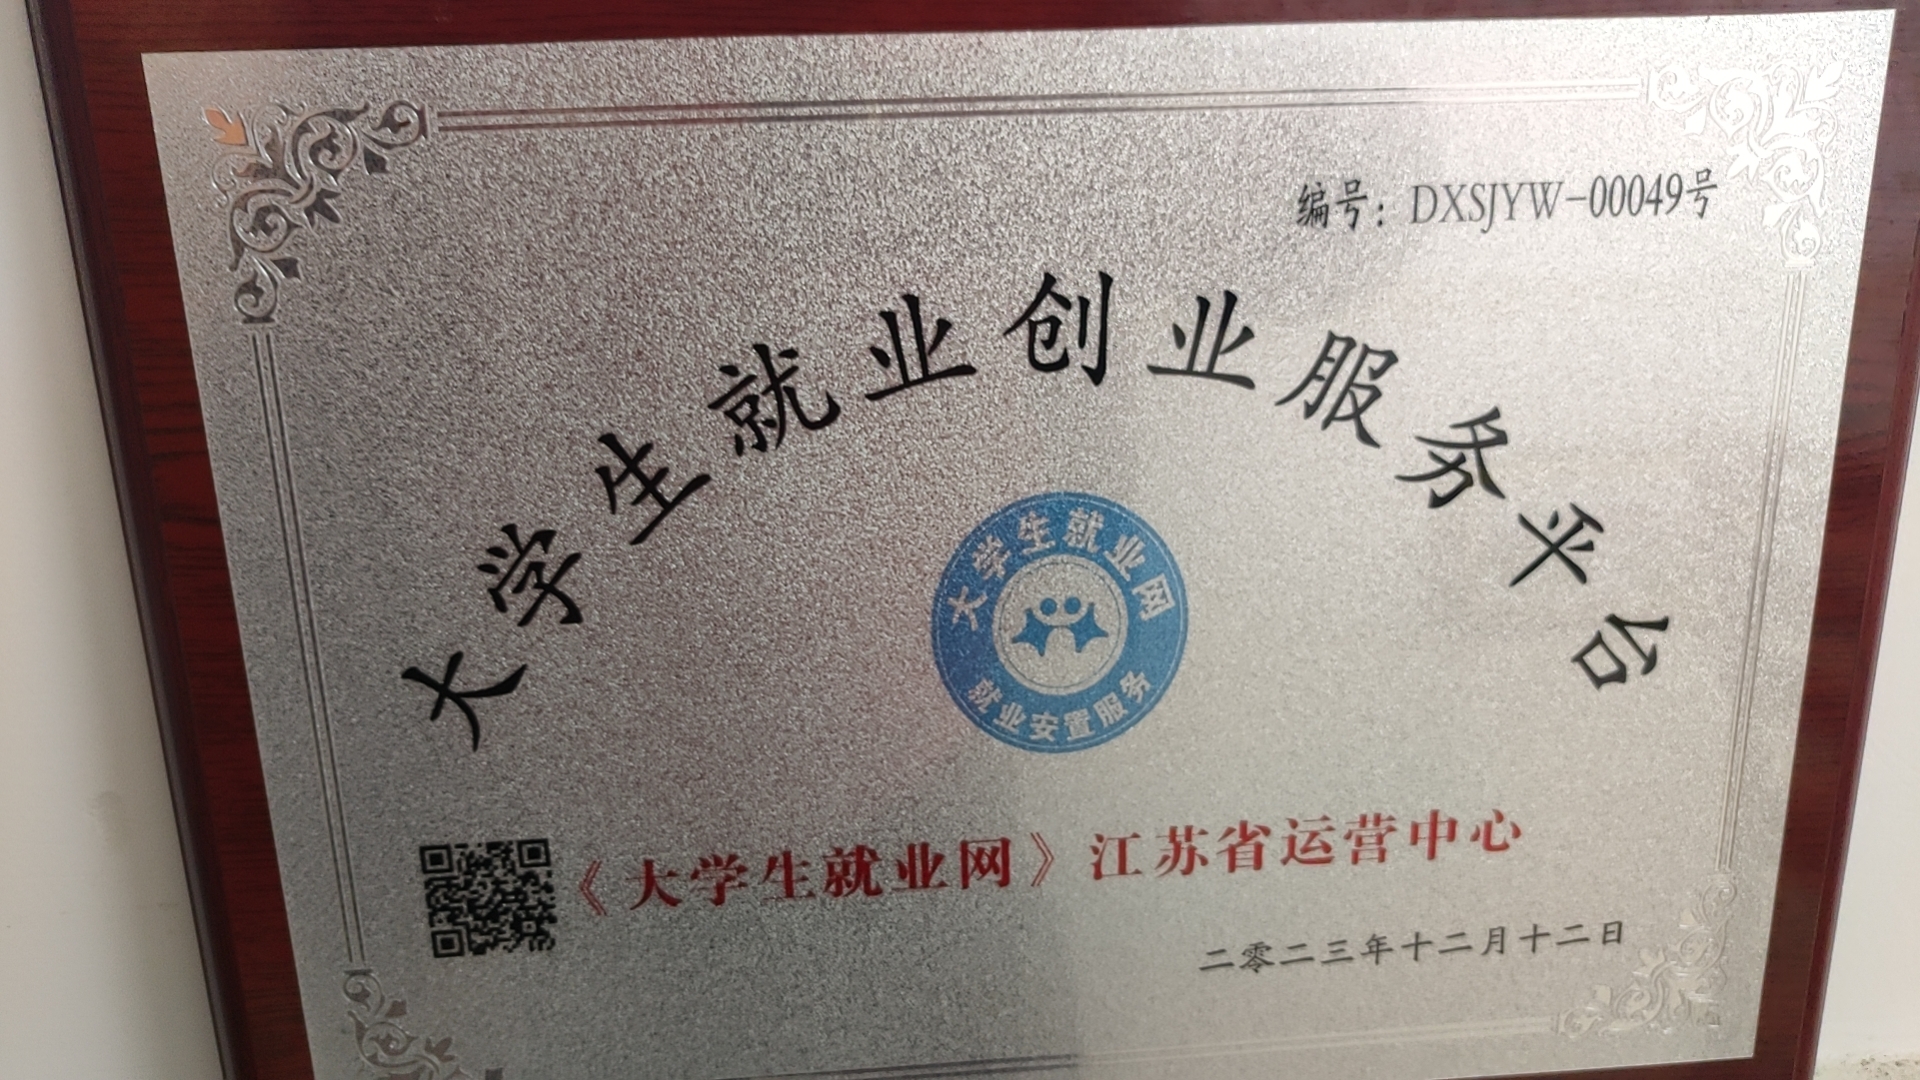 编号：DXSJYW-00049号
大学生就业创业服务平台
大学生就业网
就业安置服务
《大学生就业网》江苏省运营中心
二零二三年十二月十二日